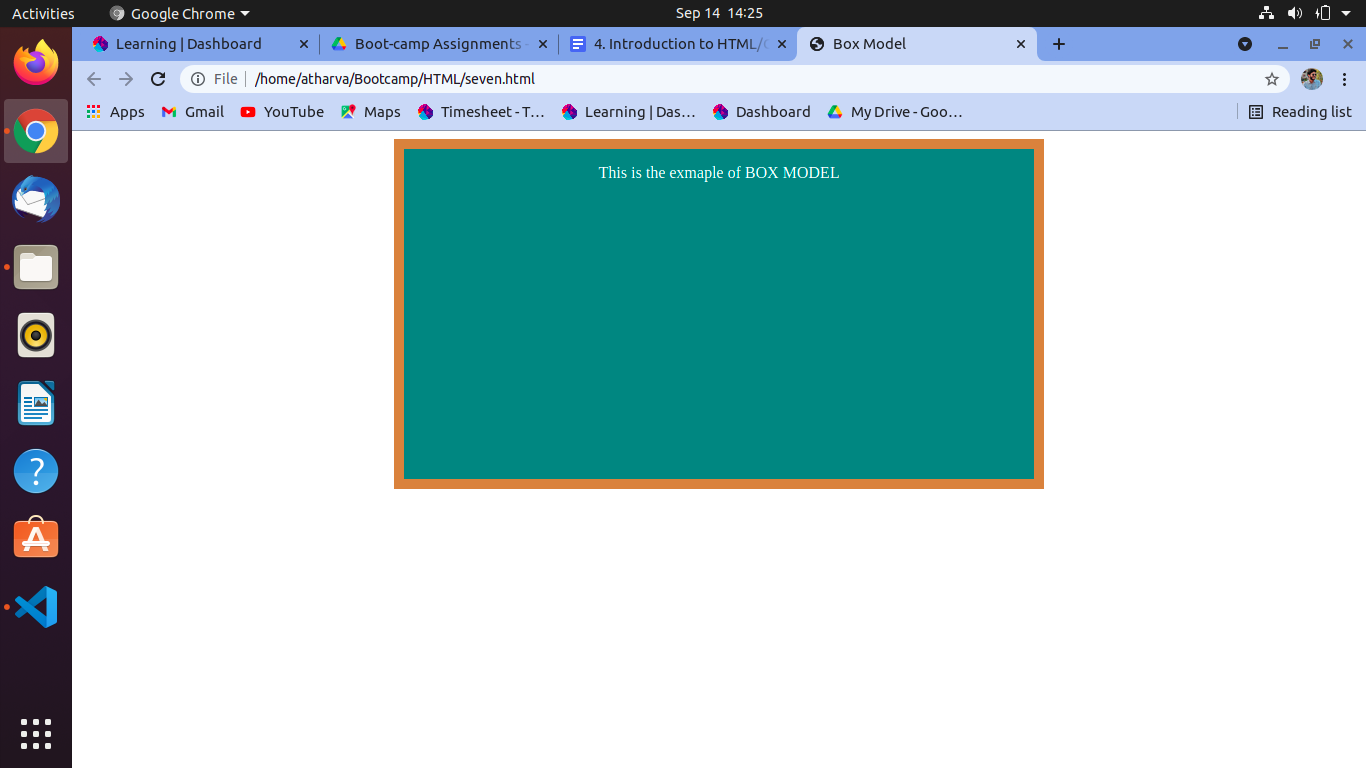 Activities
Google Chrome
Sep 14 14:25
Learning | Dashboard
Boot-camp Assignments -
4. Introduction to HTML/
Box Model
File
/home/atharva/Bootcamp/HTML/seven.html
Apps
Gmail
YouTube
Maps
Timesheet - T…
Learning | Das…
Dashboard
My Drive - Goo…
Reading list
This is the exmaple of BOX MODEL